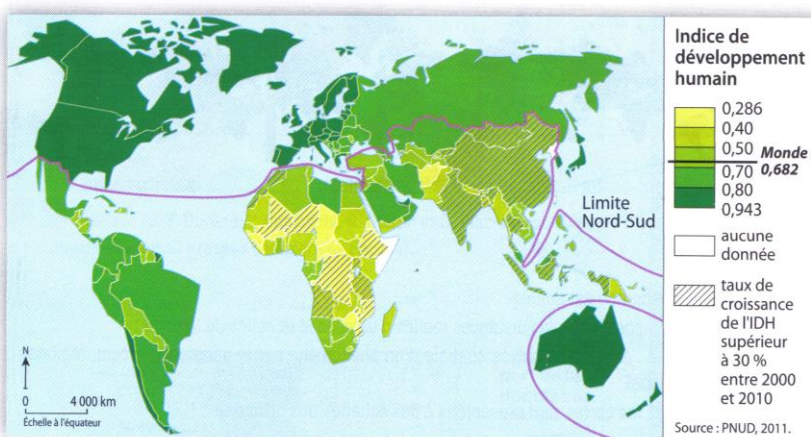 Indice de
développement
humain
0,286
0,40
0,50
Monde
0,682
0,70
0,80
0,943
aucune
donnée
taux de
croissance
de l'IDH
supérieur
à 30 %
entre 2000
et 2010
Source : PNUD, 2011.
Limite
Nord-Sud
N
0 4 000 km
Échelle à l'équateur